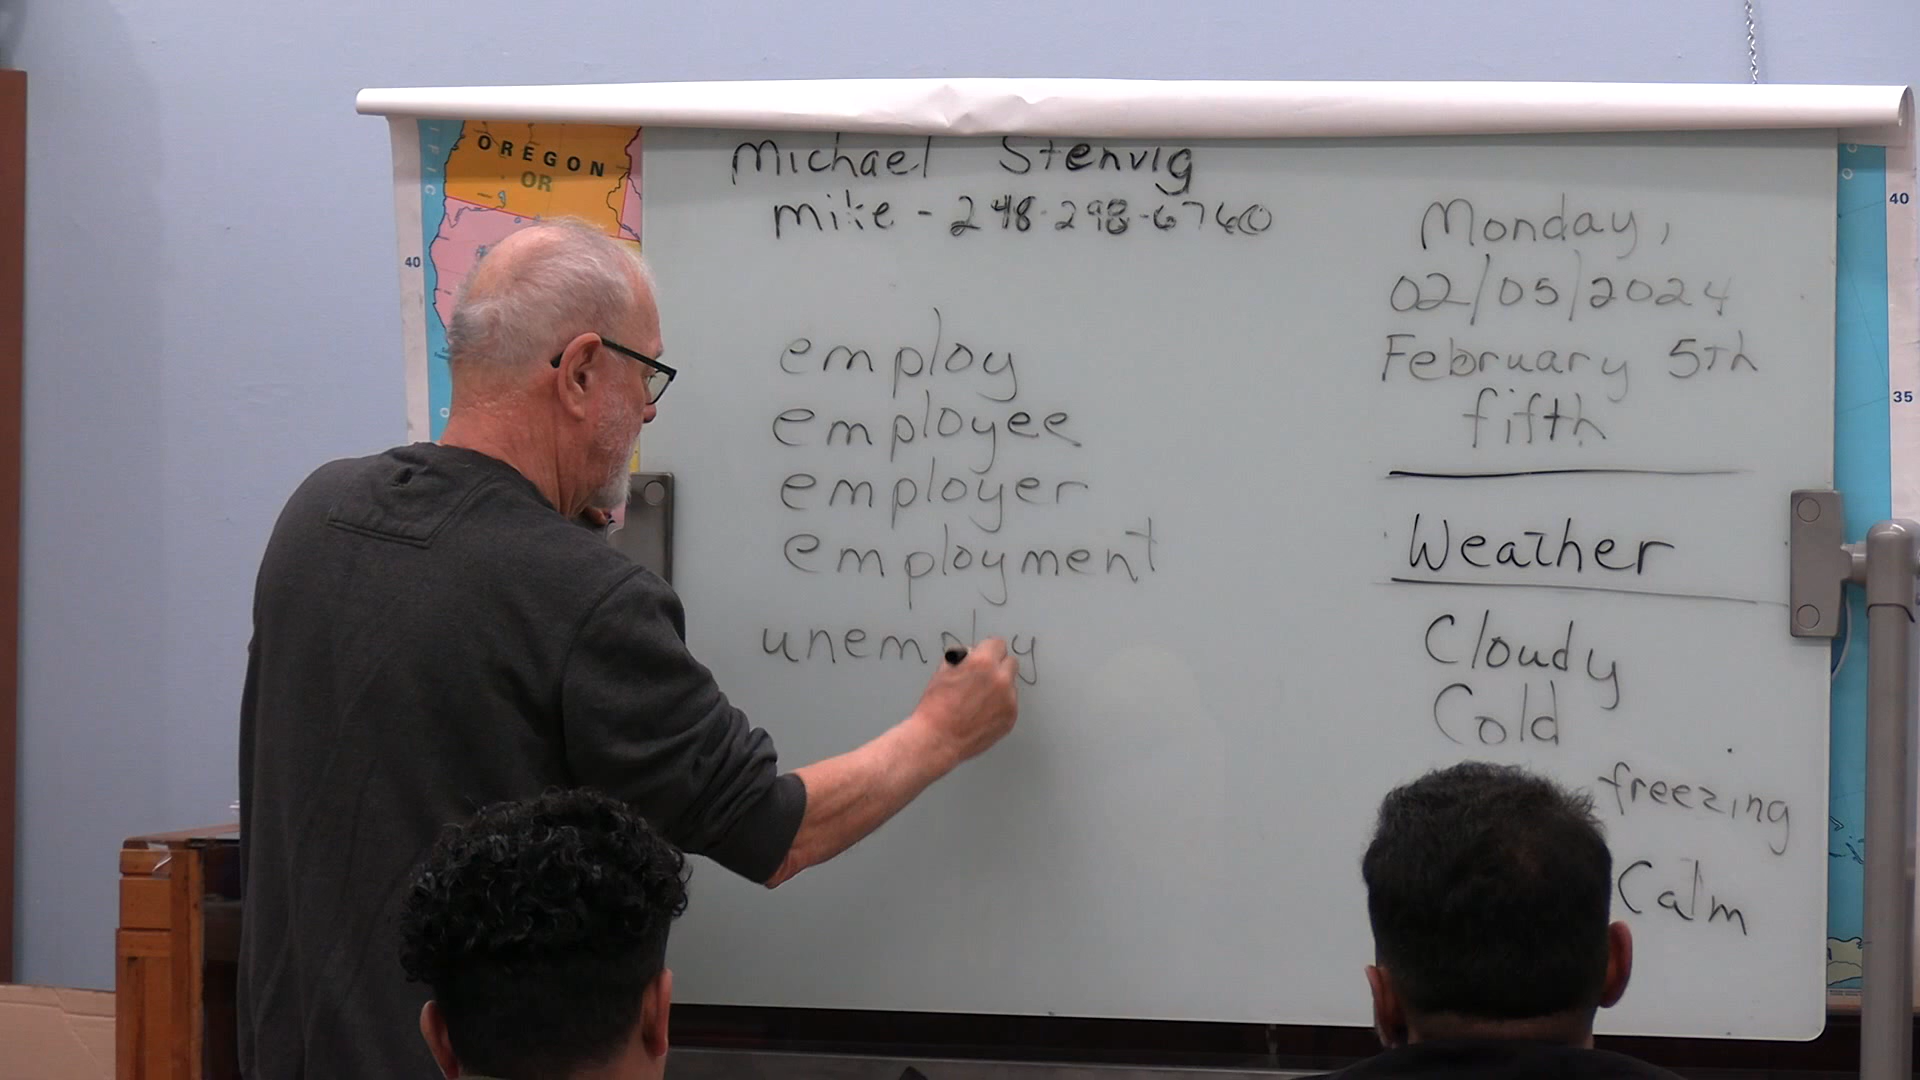 OREGON
OR
40
Michael Stenvig
mike - 248-298-6760
employ
employee
employer
employment
unemploy
Monday,
02/05/2024
February 5th
fifth
Weather
Cloudy
Cold
freezing
Calm
40
35